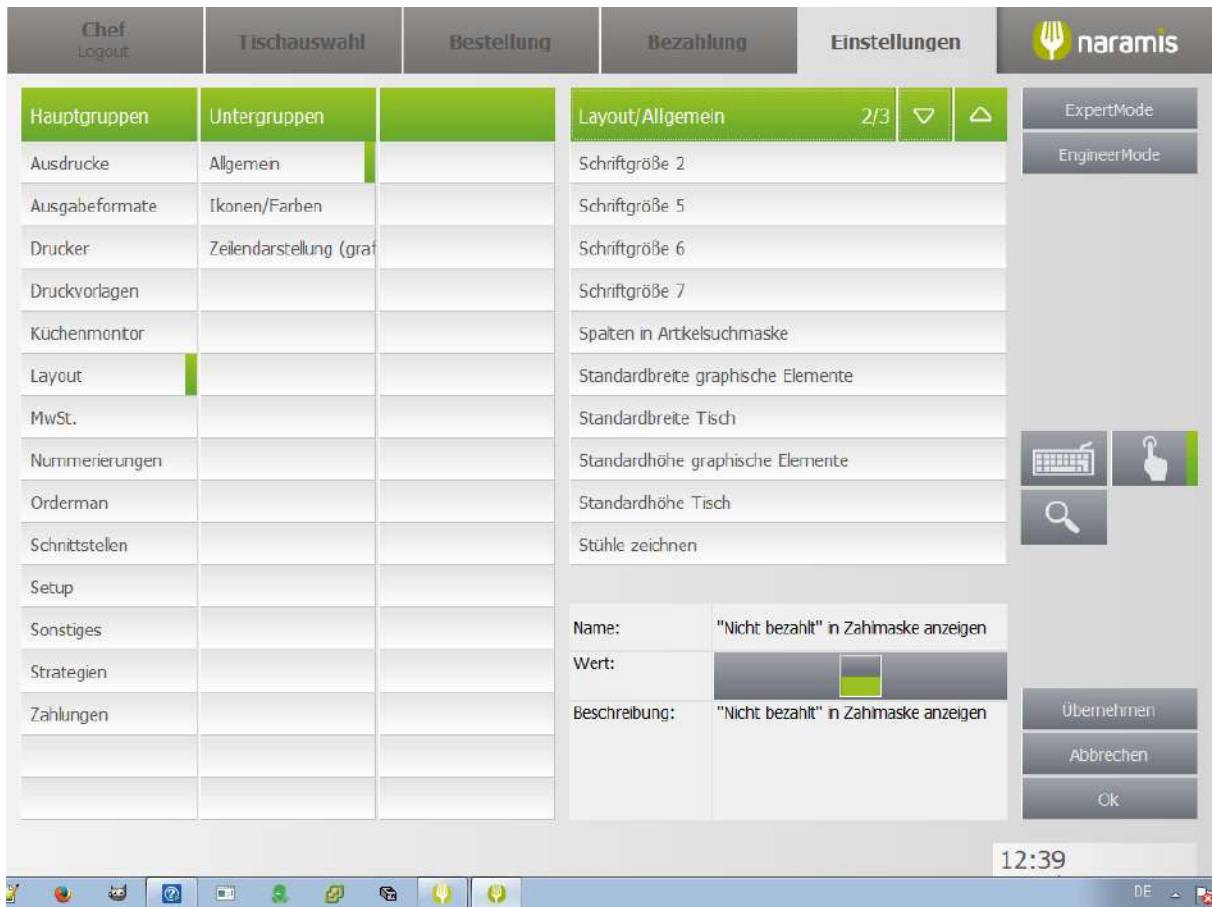 Chef
Logout
Tischauswahl
Bestellung
Bezahlung
Einstellungen
naramis
Hauptgruppen
Untergruppen
Ausdrucke
Allgemein
Ausgabeformate
Ikonen/Farben
Drucker
Zeilendarstellung (graf
Druckvorlagen
Küchenmonitor
Layout
MwSt.
Nummerierungen
Orderman
Schnittstellen
Setup
Sonstiges
Strategien
Zahlungen
Layout/Allgemein 2/3
Schriftgröße 2
Schriftgröße 5
Schriftgröße 6
Schriftgröße 7
Spalten in Artikelsuchmaske
Standardbreite graphische Elemente
Standardbreite Tisch
Standardhöhe graphische Elemente
Standardhöhe Tisch
Stühle zeichnen
Name: "Nicht bezahlt" in Zahlmaske anzeigen
Wert:
Beschreibung: "Nicht bezahlt" in Zahlmaske anzeigen
ExpertMode
EngineerMode
Übernehmen
Abbrechen
Ok
12:39
DE